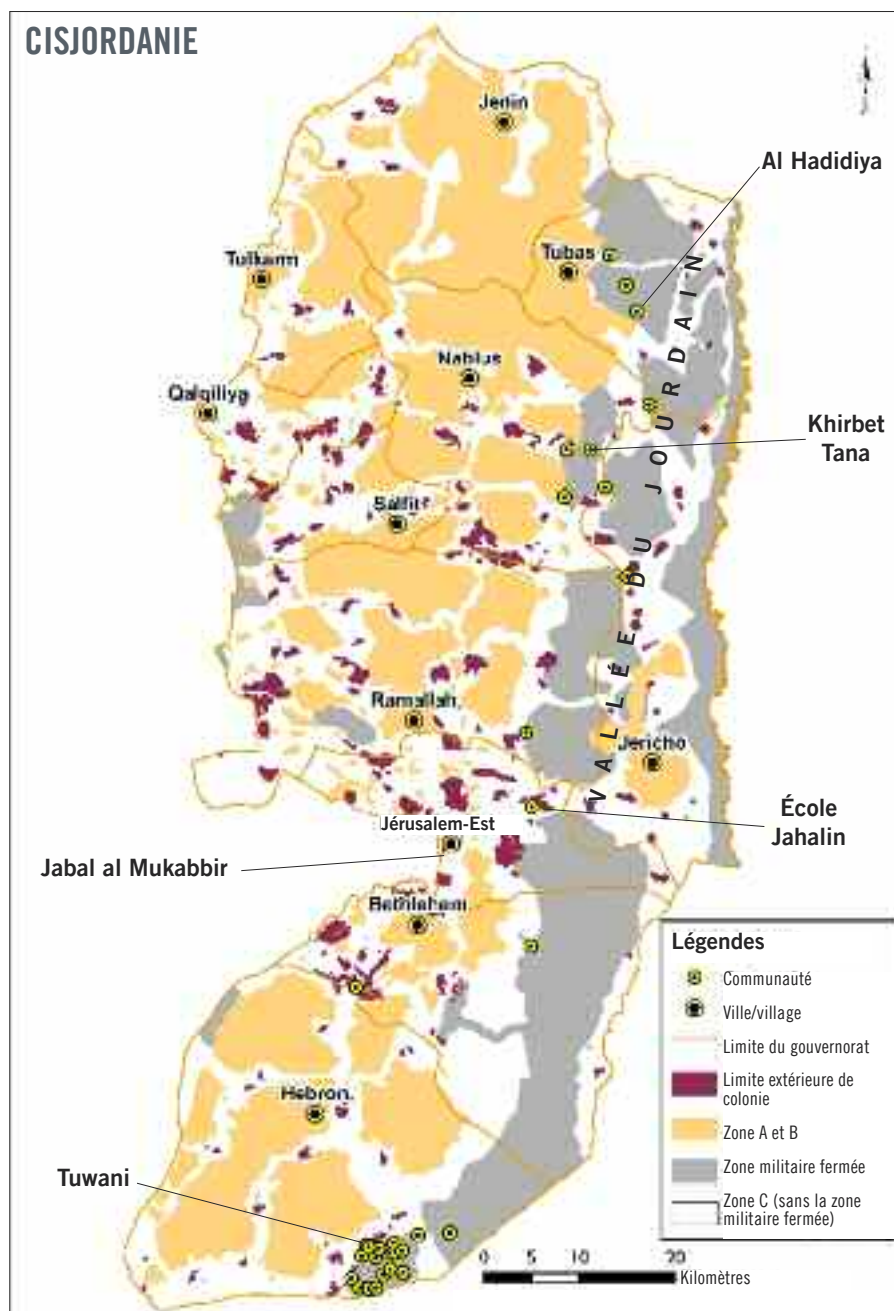 CISJORDANIE
Jenin
Al Hadidiya
Tubas
Tulkarm
Nablus
Qalqiliya
Khirbet
Tana
Salfit
VALLÉE DU JOURDAIN
Ramallah
Jericho
École
Jahalin
Jérusalem-Est
Jabal al Mukabbir
Bethlehem
Hebron
Tuwani
Légendes
Communauté
Ville/village
Limite du gouvernorat
Limite extérieure de
colonie
Zone A et B
Zone militaire fermée
Zone C (sans la zone
militaire fermée)
0 5 10 20
Kilomètres